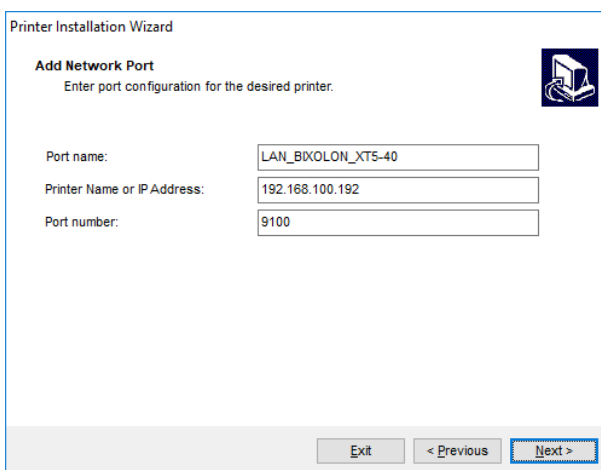 Printer Installation Wizard
Add Network Port
Enter port configuration for the desired printer.
Port name: LAN_BIXOLON_XT5-40
Printer Name or IP Address: 192.168.100.192
Port number: 9100
Exit < Previous Next >